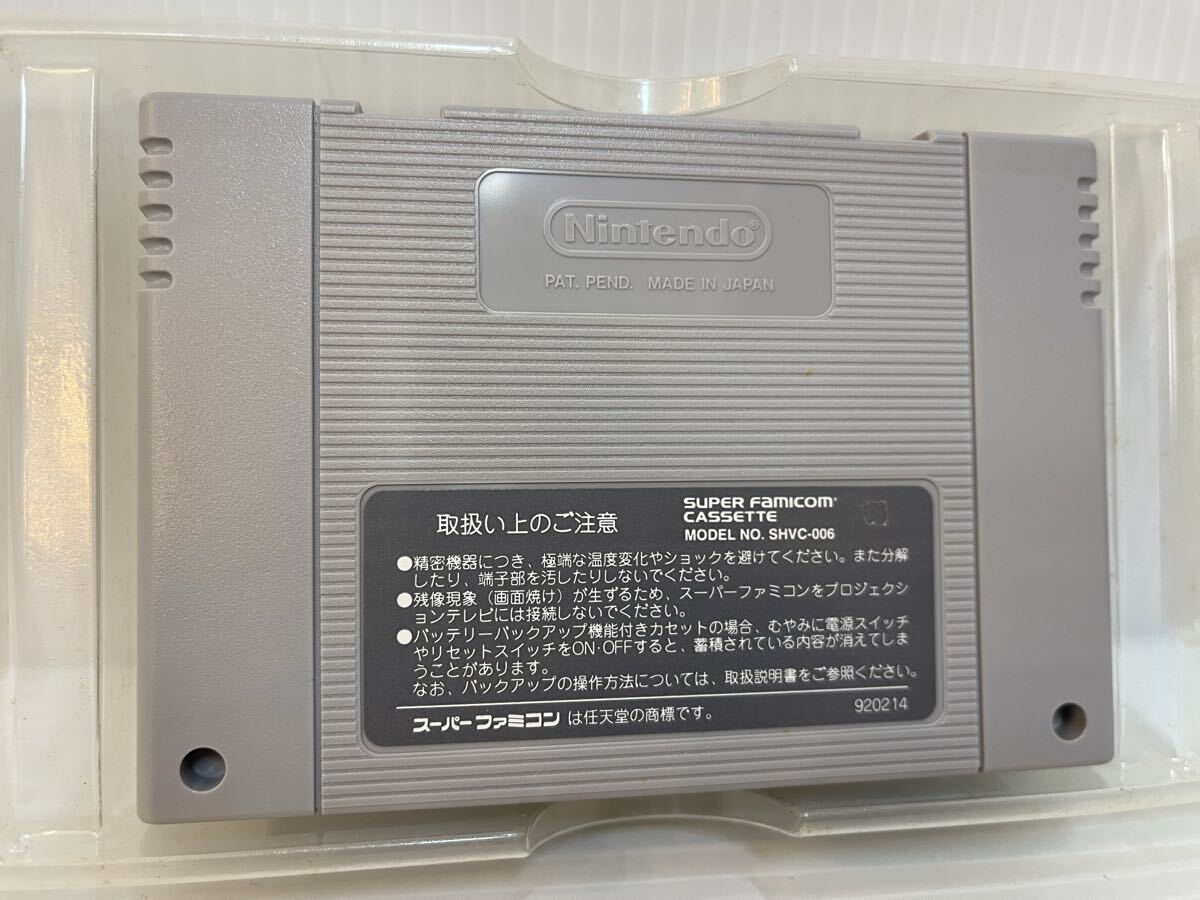 Nintendo®
PAT. PEND. MADE IN JAPAN
取扱い上のご注意
SUPER FAMICOM®
CASSETTE
MODEL NO. SHVC-006
●精密機器につき、極端な温度変化やショックを避けてください。また分解
したり、端子部を汚したりしないでください。
●残像現象(画面焼け)が生ずるため、スーパーファミコンをプロジェクシ
ョンテレビには接続しないでください。
●バッテリーバックアップ機能付きカセットの場合、むやみに電源スイッチ
やリセットスイッチをON·OFFすると、蓄積されている内容が消えてしま
うことがあります。
なお、バックアップの操作方法については、取扱説明書をご参照ください。
スーパーファミコンは任天堂の商標です。
920214